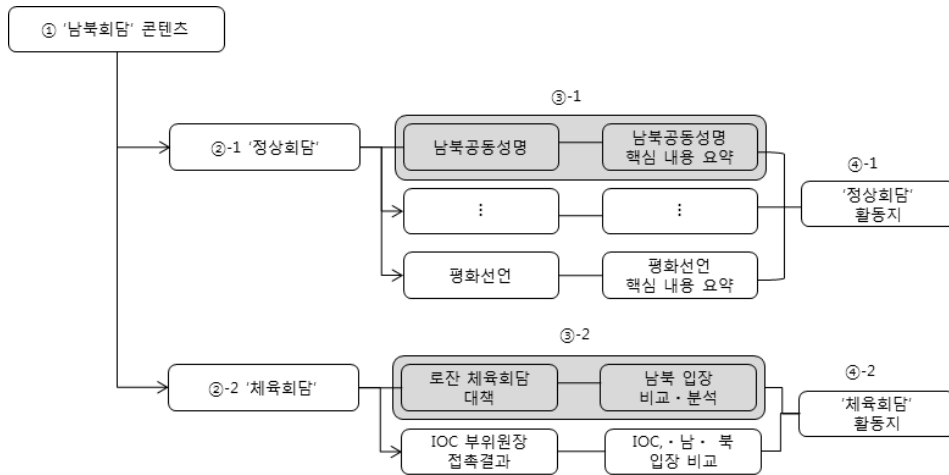 ① '남북회담' 콘텐츠
③-1
②-1 '정상회담'
남북공동성명
남북공동성명
핵심 내용 요약
④-1
'정상회담'
활동지
⋮
⋮
평화선언
평화선언
핵심 내용 요약
③-2
②-2 '체육회담'
로잔 체육회담
대책
남북 입장
비교・분석
④-2
'체육회담'
활동지
IOC 부위원장
접촉결과
IOC,・남・ 북
입장 비교